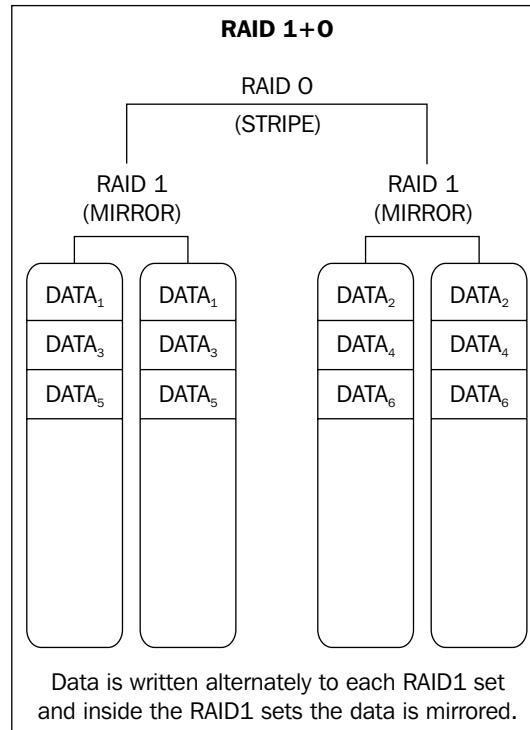 RAID 1+0
RAID 0
(STRIPE)
RAID 1 RAID 1
(MIRROR) (MIRROR)
DATA₁ DATA₁ DATA₂ DATA₂
DATA₃ DATA₃ DATA₄ DATA₄
DATA₅ DATA₅ DATA₆ DATA₆
Data is written alternately to each RAID1 set
and inside the RAID1 sets the data is mirrored.